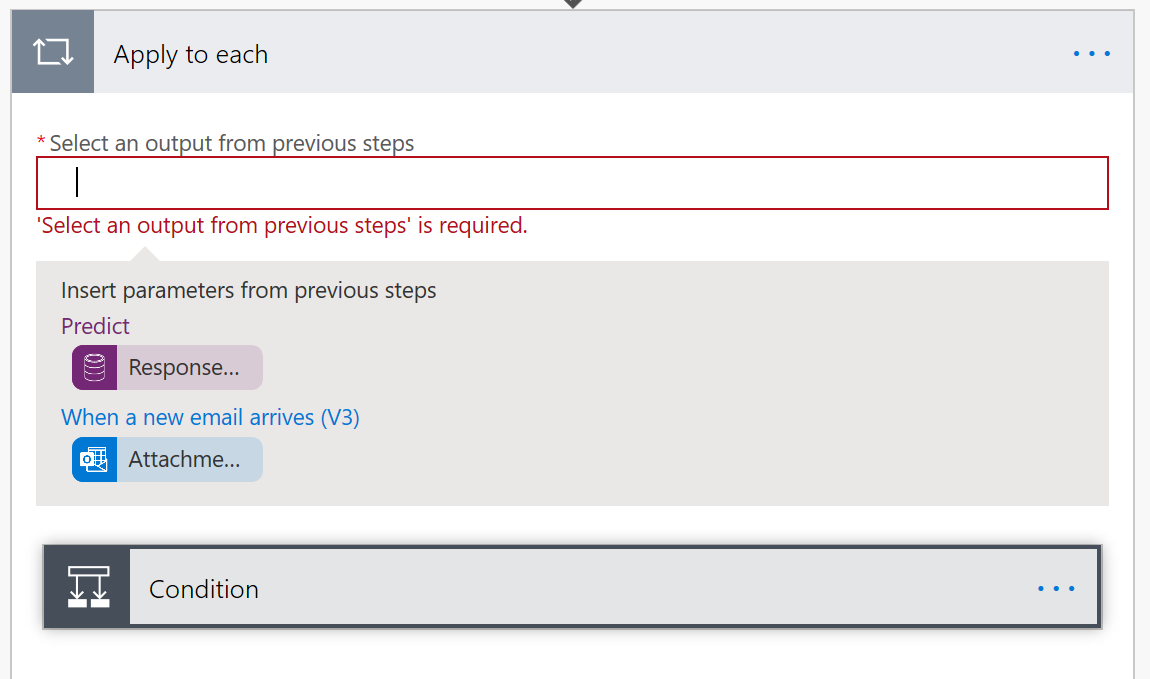 Apply to each
* Select an output from previous steps
'Select an output from previous steps' is required.
Insert parameters from previous steps
Predict
Response...
When a new email arrives (V3)
Attachme...
Condition